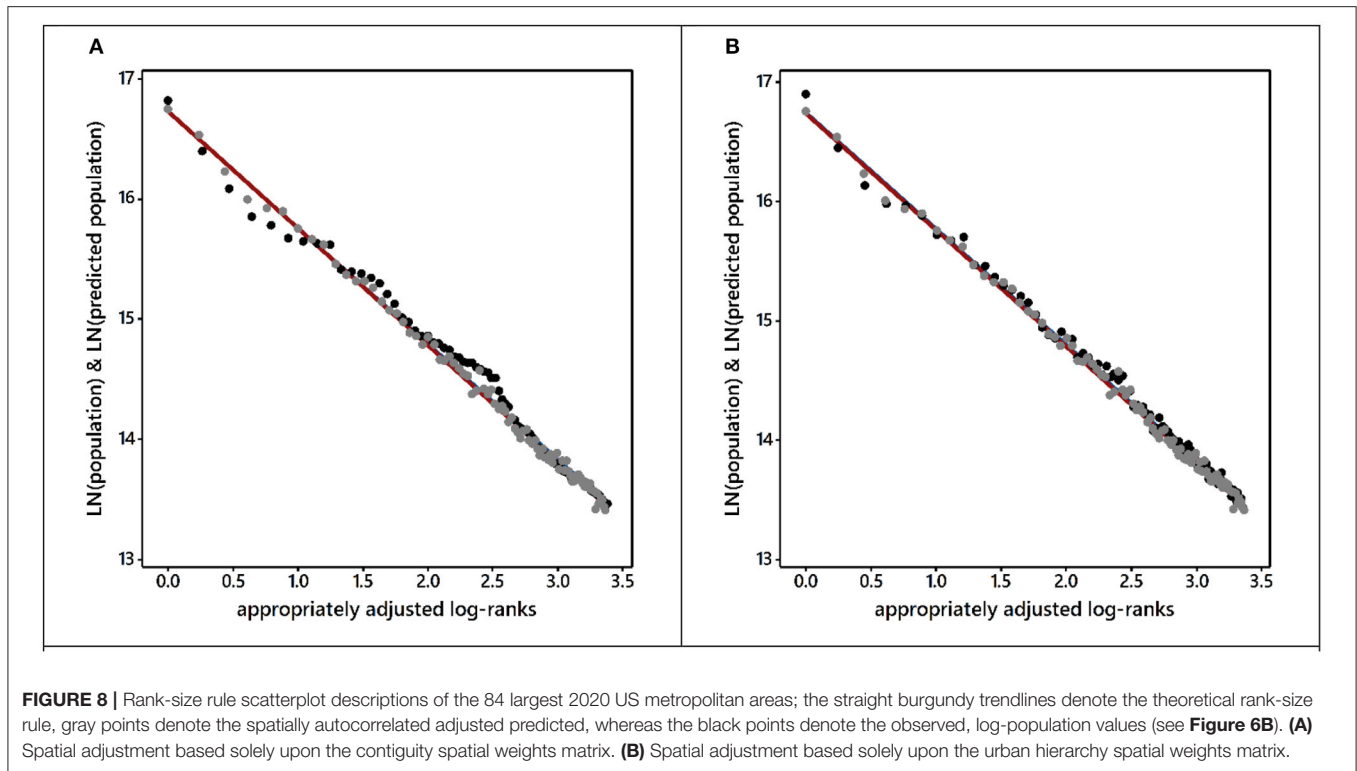 A
17
16
15
14
13
LN(population) & LN(predicted population)
0.0 0.5 1.0 1.5 2.0 2.5 3.0 3.5
appropriately adjusted log-ranks
B
17
16
15
14
13
LN(population) & LN(predicted population)
0.0 0.5 1.0 1.5 2.0 2.5 3.0 3.5
appropriately adjusted log-ranks
FIGURE 8 | Rank-size rule scatterplot descriptions of the 84 largest 2020 US metropolitan areas; the straight burgundy trendlines denote the theoretical rank-size
rule, gray points denote the spatially autocorrelated adjusted predicted, whereas the black points denote the observed, log-population values (see Figure 6B). (A)
Spatial adjustment based solely upon the contiguity spatial weights matrix. (B) Spatial adjustment based solely upon the urban hierarchy spatial weights matrix.